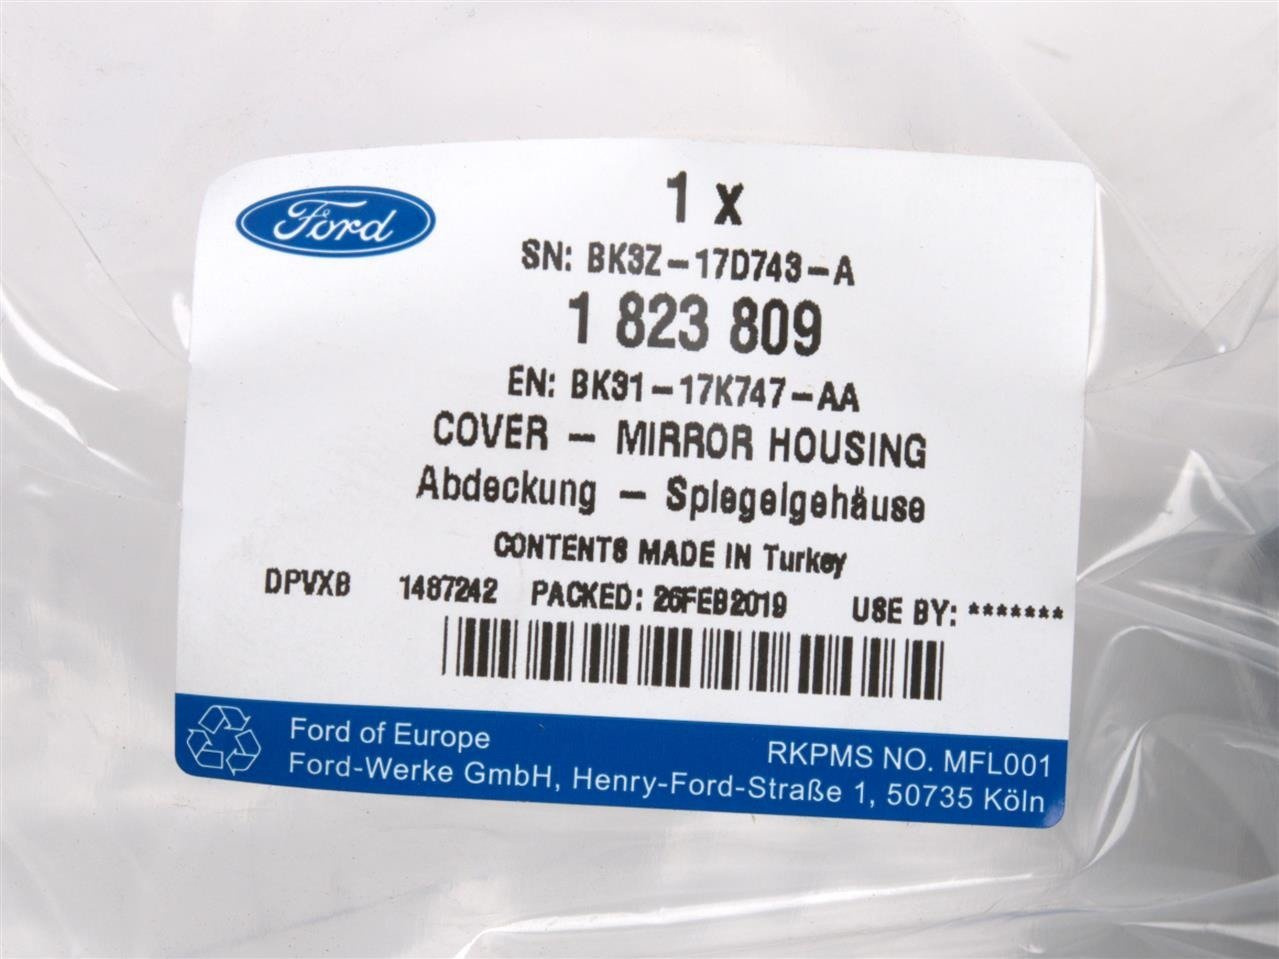 Ford
1 x
SN: BK3Z-17D743-A
1 823 809
EN: BK31-17K747-AA
COVER - MIRROR HOUSING
Abdeckung - Spiegelgehäuse
CONTENTS MADE IN Turkey
DPVXB 1487242 PACKED: 26FEB2019 USE BY: *******
Ford of Europe RKPMS NO. MFL001
Ford-Werke GmbH, Henry-Ford-Straße 1, 50735 Köln